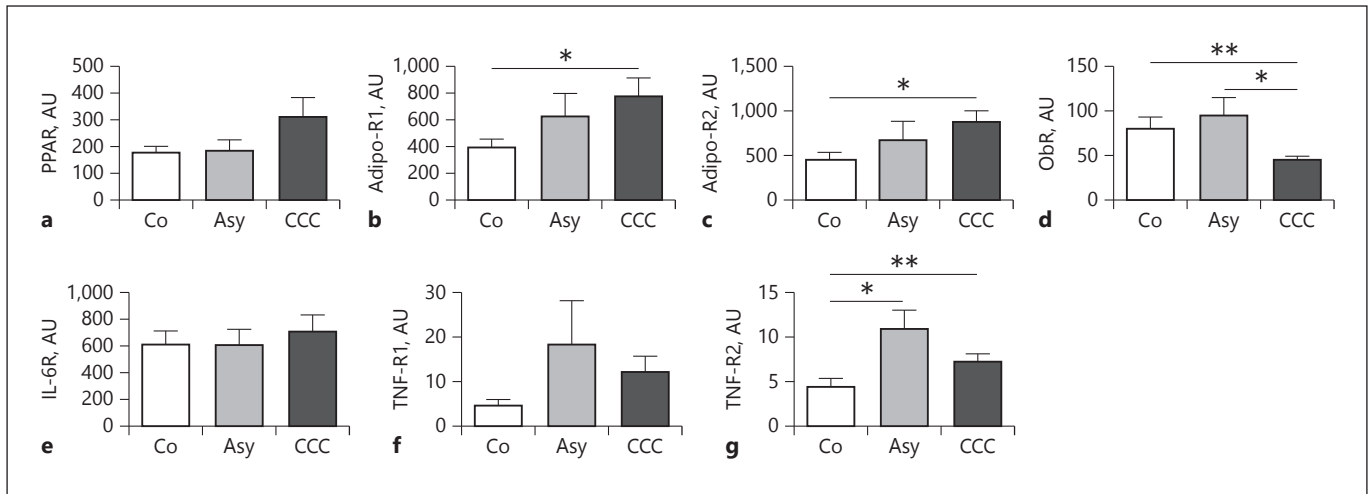 PPAR, AU
500
400
300
200
100
0
Co Asy CCC
a
Adipo-R1, AU
1,000
800
600
400
200
0
*
Co Asy CCC
b
Adipo-R2, AU
1,500
1,000
500
0
*
Co Asy CCC
c
ObR, AU
150
100
50
0
**
*
Co Asy CCC
d
IL-6R, AU
1,000
800
600
400
200
0
Co Asy CCC
e
TNF-R1, AU
30
20
10
0
Co Asy CCC
f
TNF-R2, AU
15
10
5
0
**
*
Co Asy CCC
g